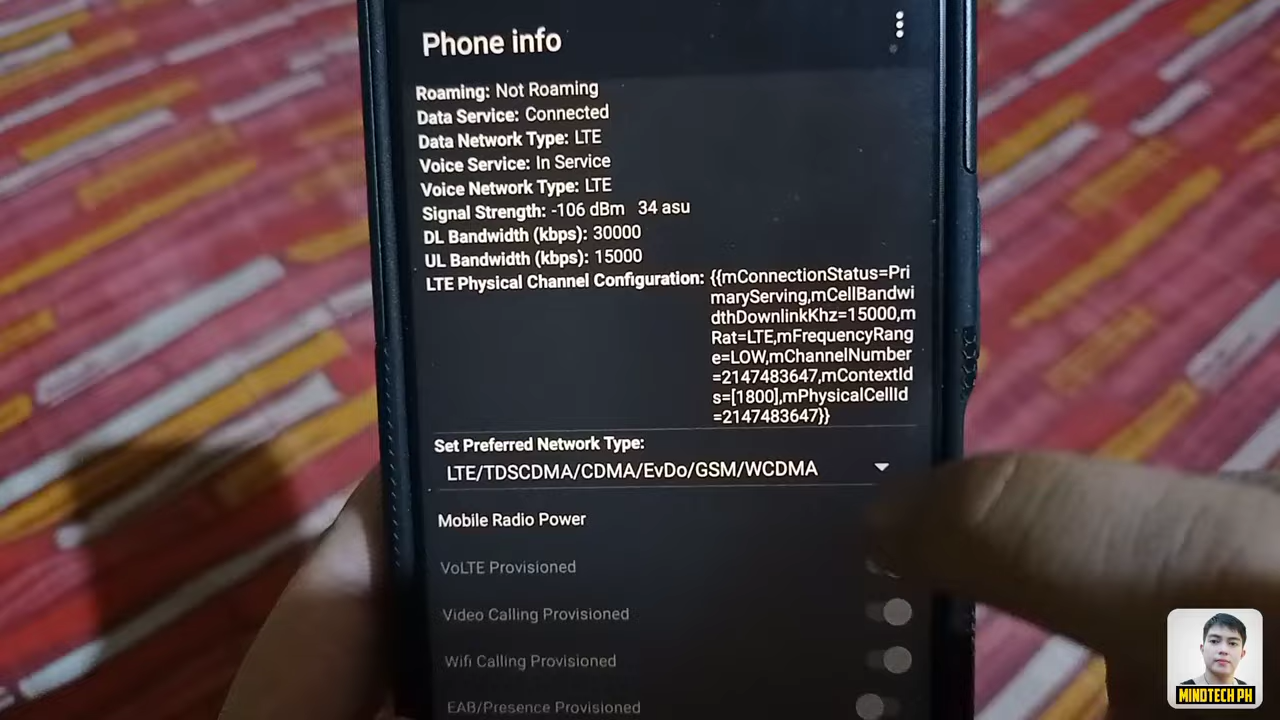 Phone info
Roaming: Not Roaming
Data Service: Connected
Data Network Type: LTE
Voice Service: In Service
Voice Network Type: LTE
Signal Strength: -106 dBm 34 asu
DL Bandwidth (kbps): 30000
UL Bandwidth (kbps): 15000
LTE Physical Channel Configuration: {{mConnectionStatus=Pri
maryServing,mCellBandwi
dthDownlinkKhz=15000,m
Rat=LTE,mFrequencyRang
e=LOW,mChannelNumber
=2147483647,mContextId
s=[1800],mPhysicalCellId
=2147483647}}
Set Preferred Network Type:
LTE/TDSCDMA/CDMA/EvDo/GSM/WCDMA
Mobile Radio Power
VoLTE Provisioned
Video Calling Provisioned
Wifi Calling Provisioned
EAB/Presence Provisioned
MINDTECH PH